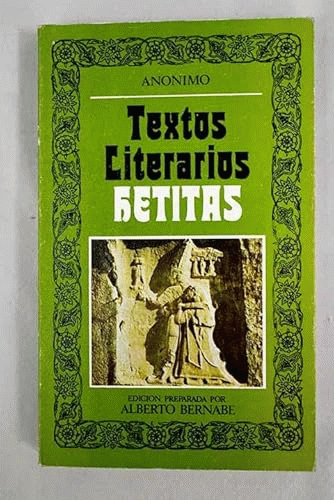 ANONIMO
Textos
Literarios
HETITAS
EDICION PREPARADA POR
ALBERTO BERNABE